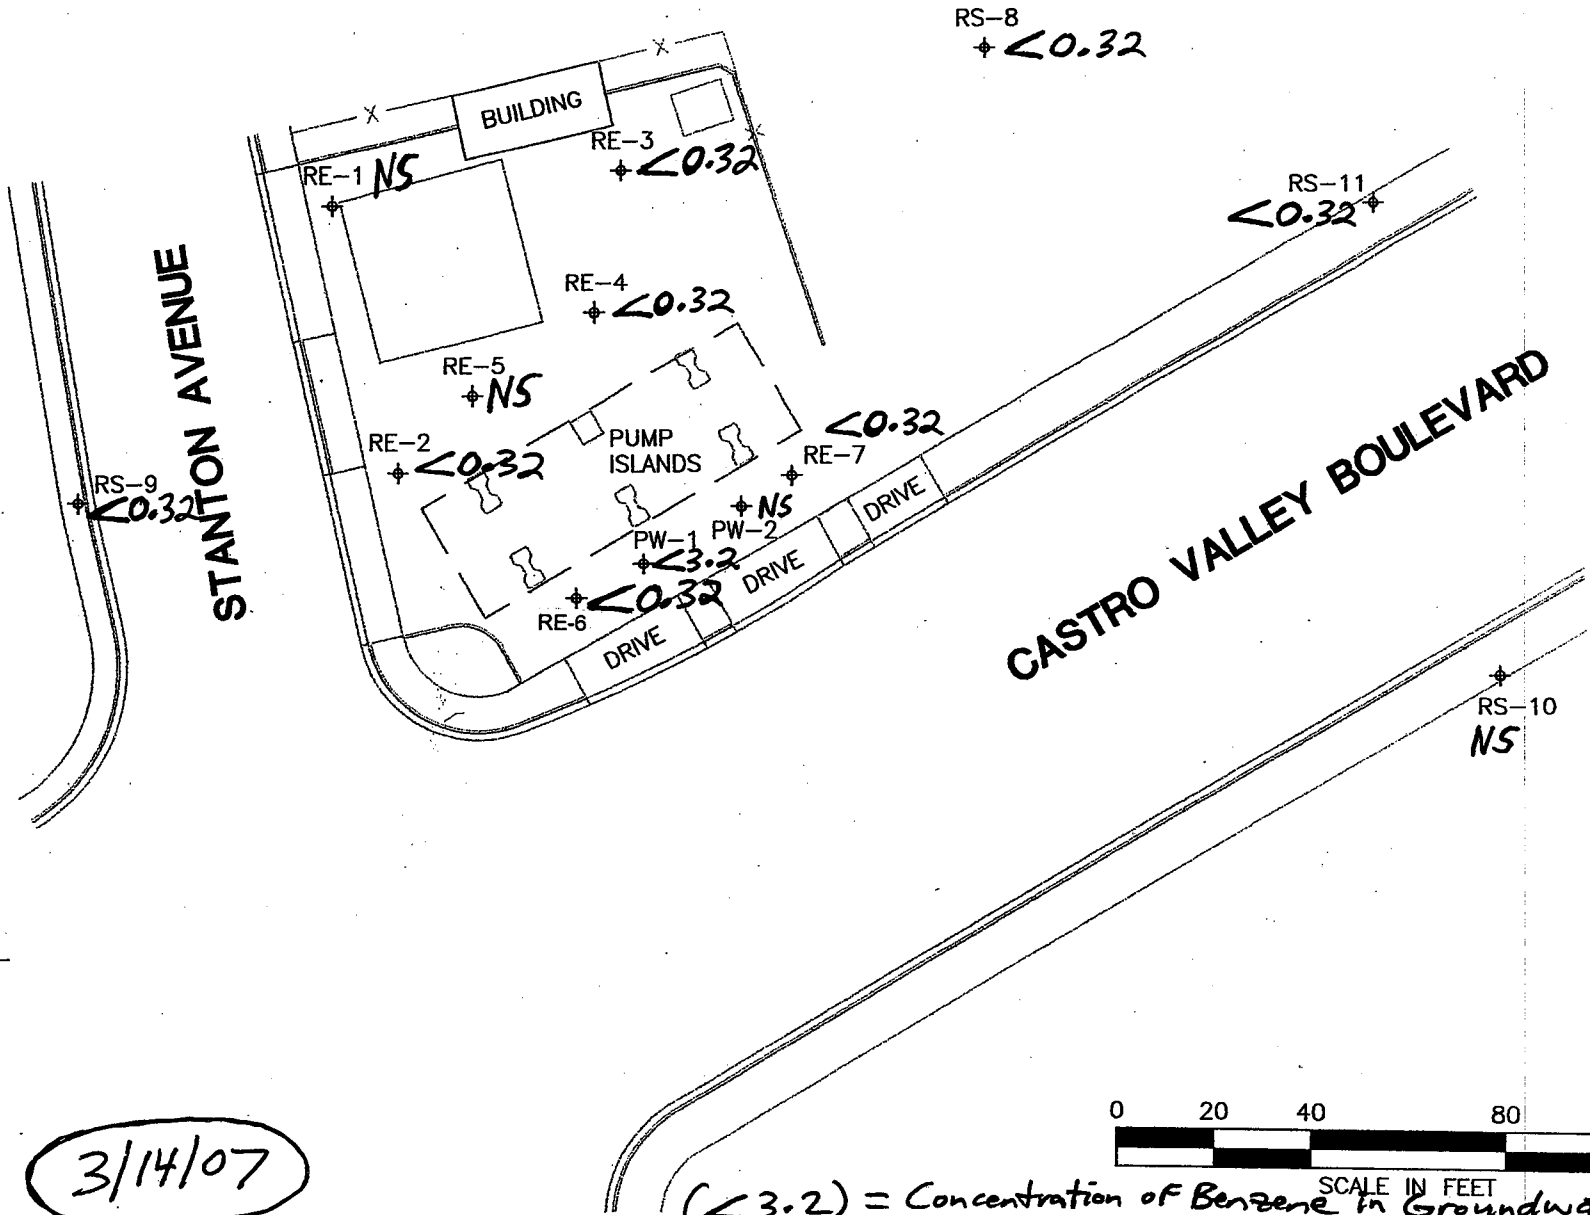 RS-8
<0.32
BUILDING
RE-3
<0.32
RE-1 NS
RS-11
<0.32
RE-4
<0.32
STANTON AVENUE
RE-5
NS
PUMP
ISLANDS
<0.32
RE-7
RE-2
<0.32
RS-9
<0.32
NS
PW-2
DRIVE
PW-1
<3.2
DRIVE
<0.32
RE-6
DRIVE
CASTRO VALLEY BOULEVARD
RS-10
NS
0 20 40 80
SCALE IN FEET
3/14/07
(<3.2) = Concentration of Benzene in